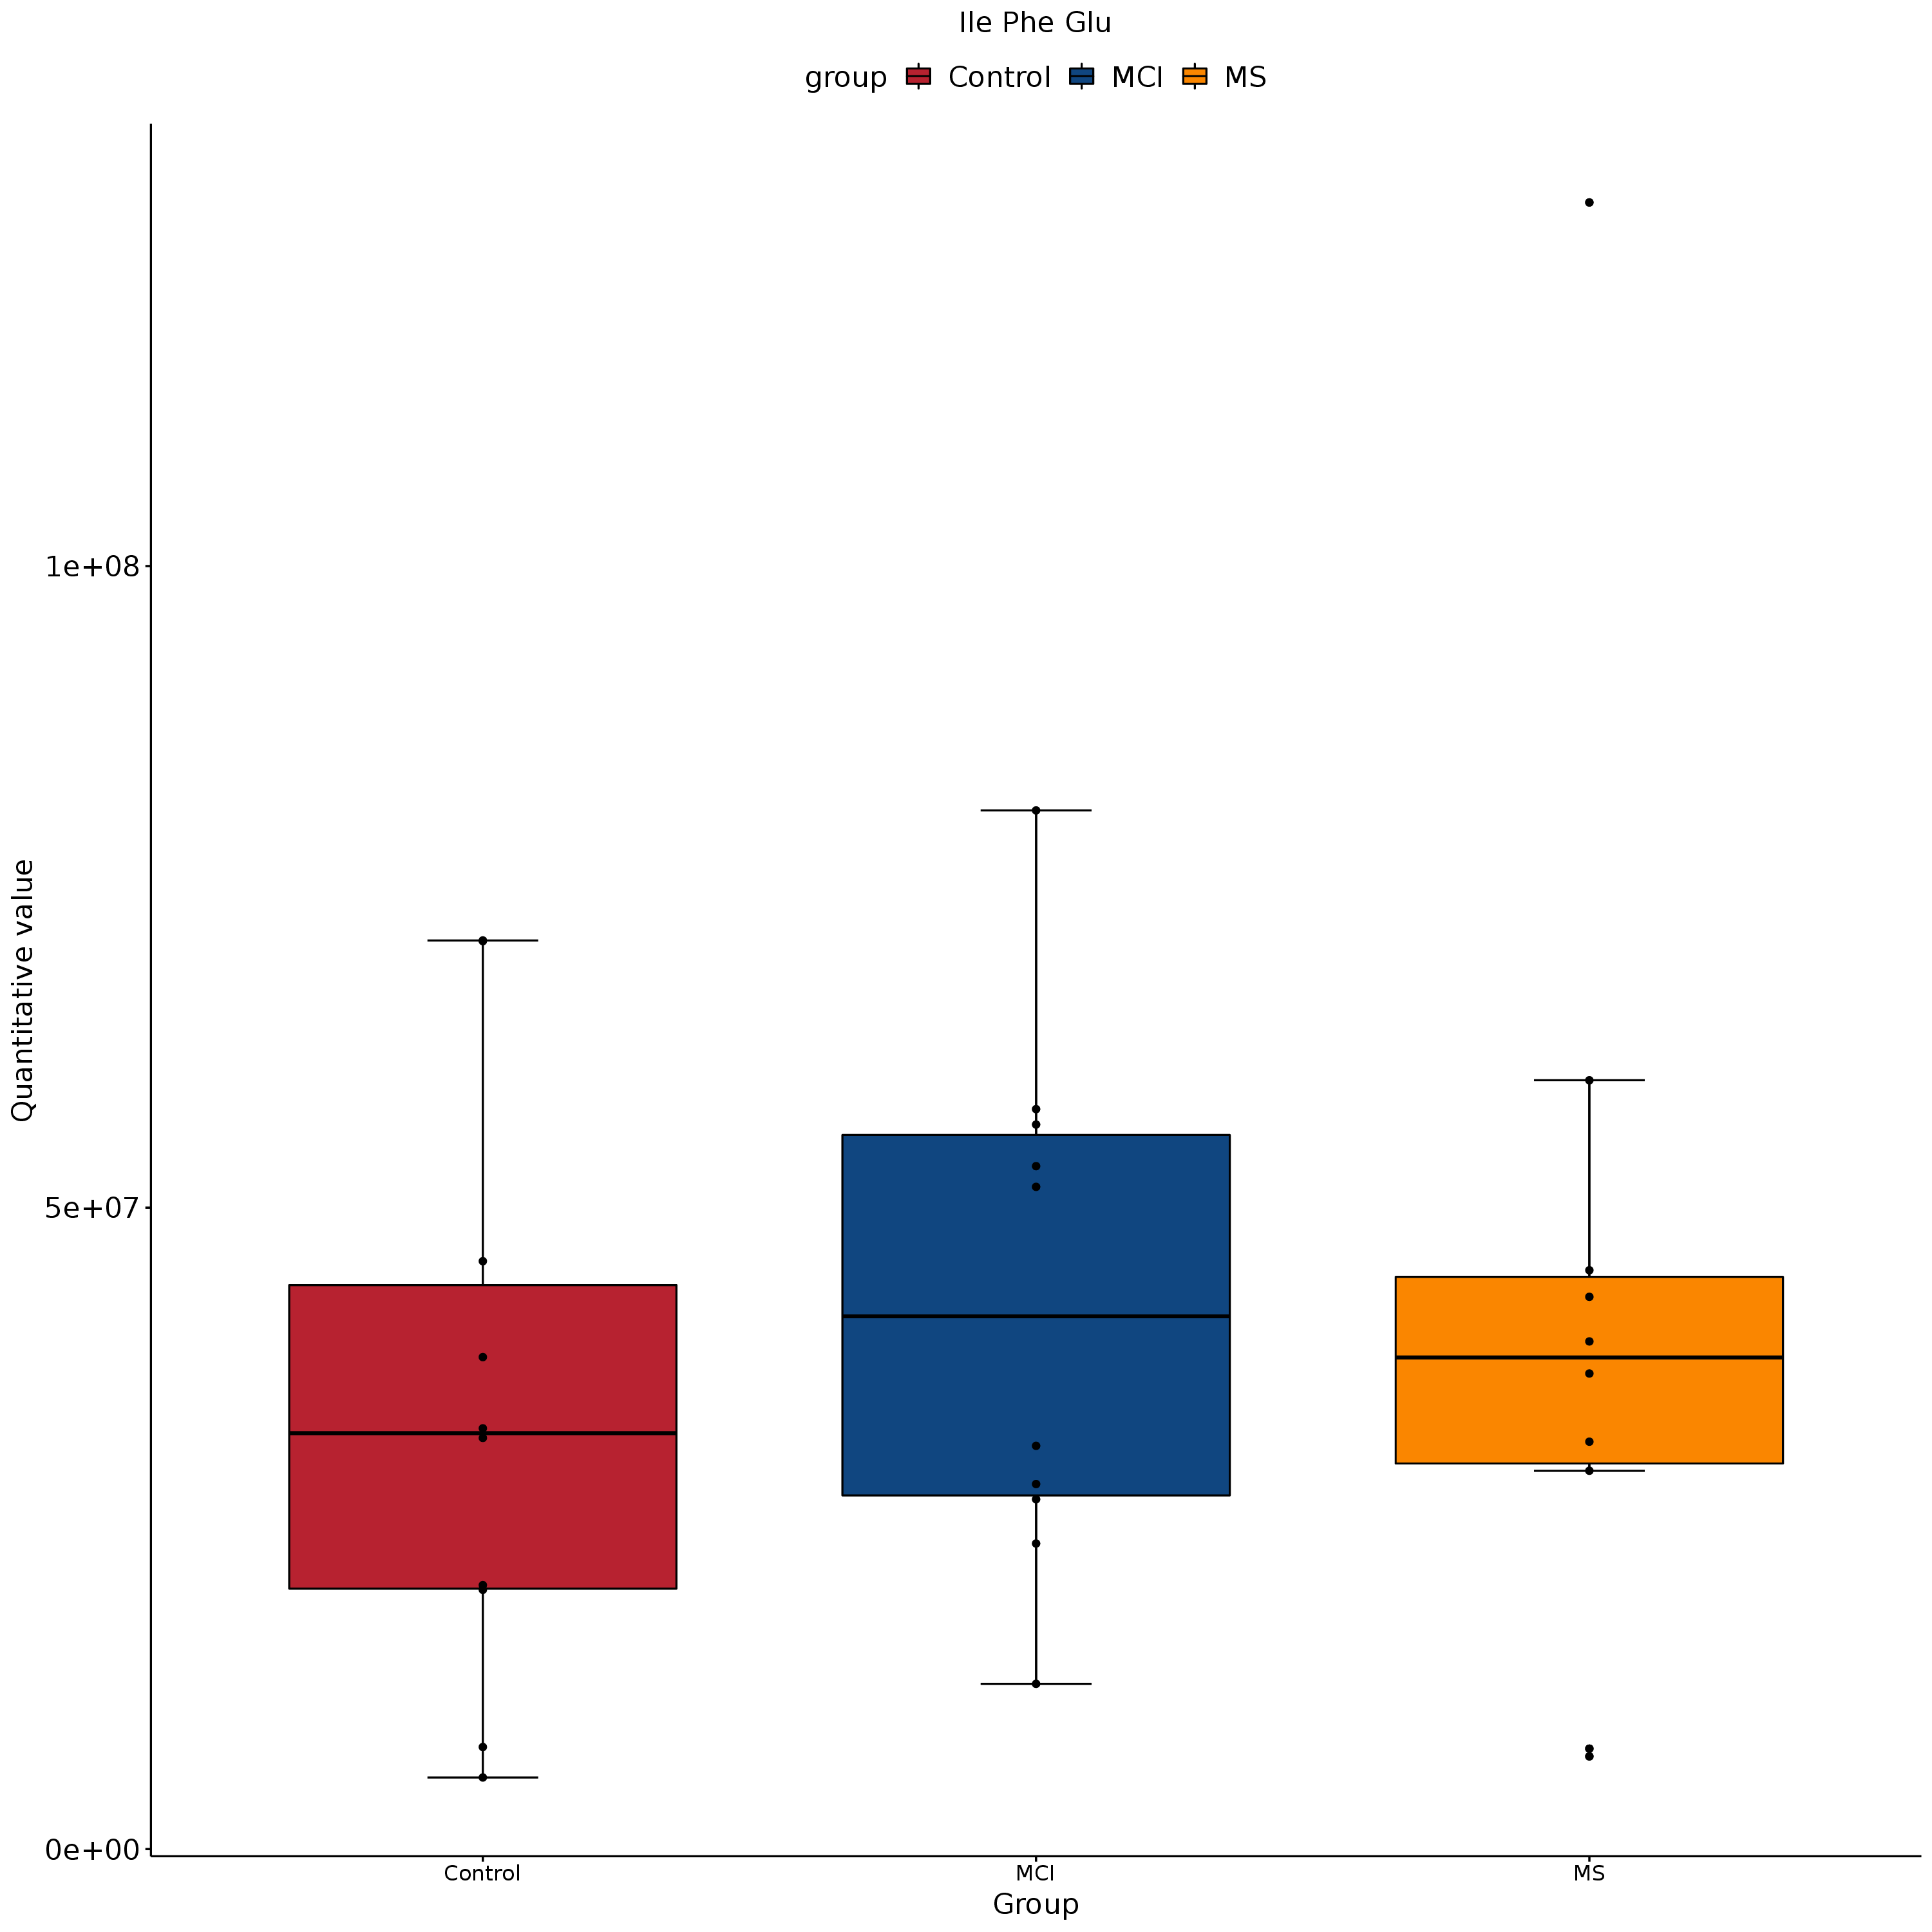 Ile Phe Glu
group Control MCI MS
Quantitative value
1e+08
5e+07
0e+00
Control MCI MS
Group